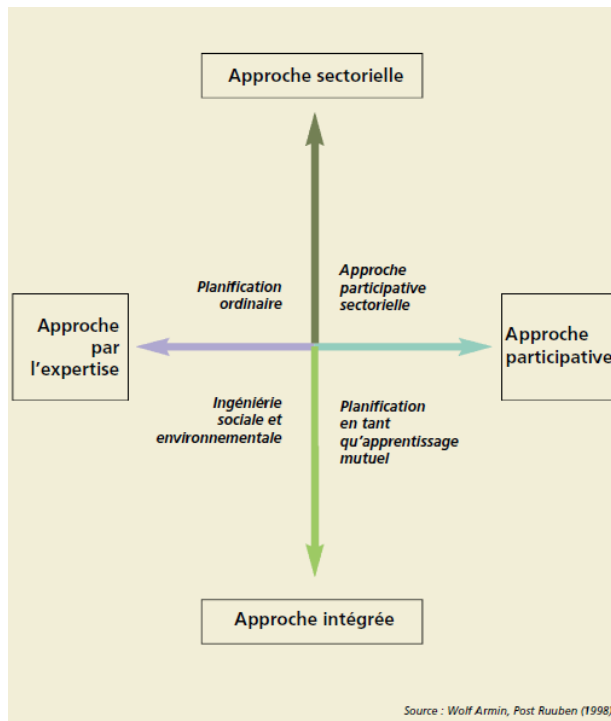 Approche sectorielle
Planification
ordinaire
Approche
participative
sectorielle
Approche
par
l'expertise
Approche
participative
Ingéniérie
sociale et
environnementale
Planification
en tant
qu'apprentissage
mutuel
Approche intégrée
Source : Wolf Armin, Post Ruuben (1998)